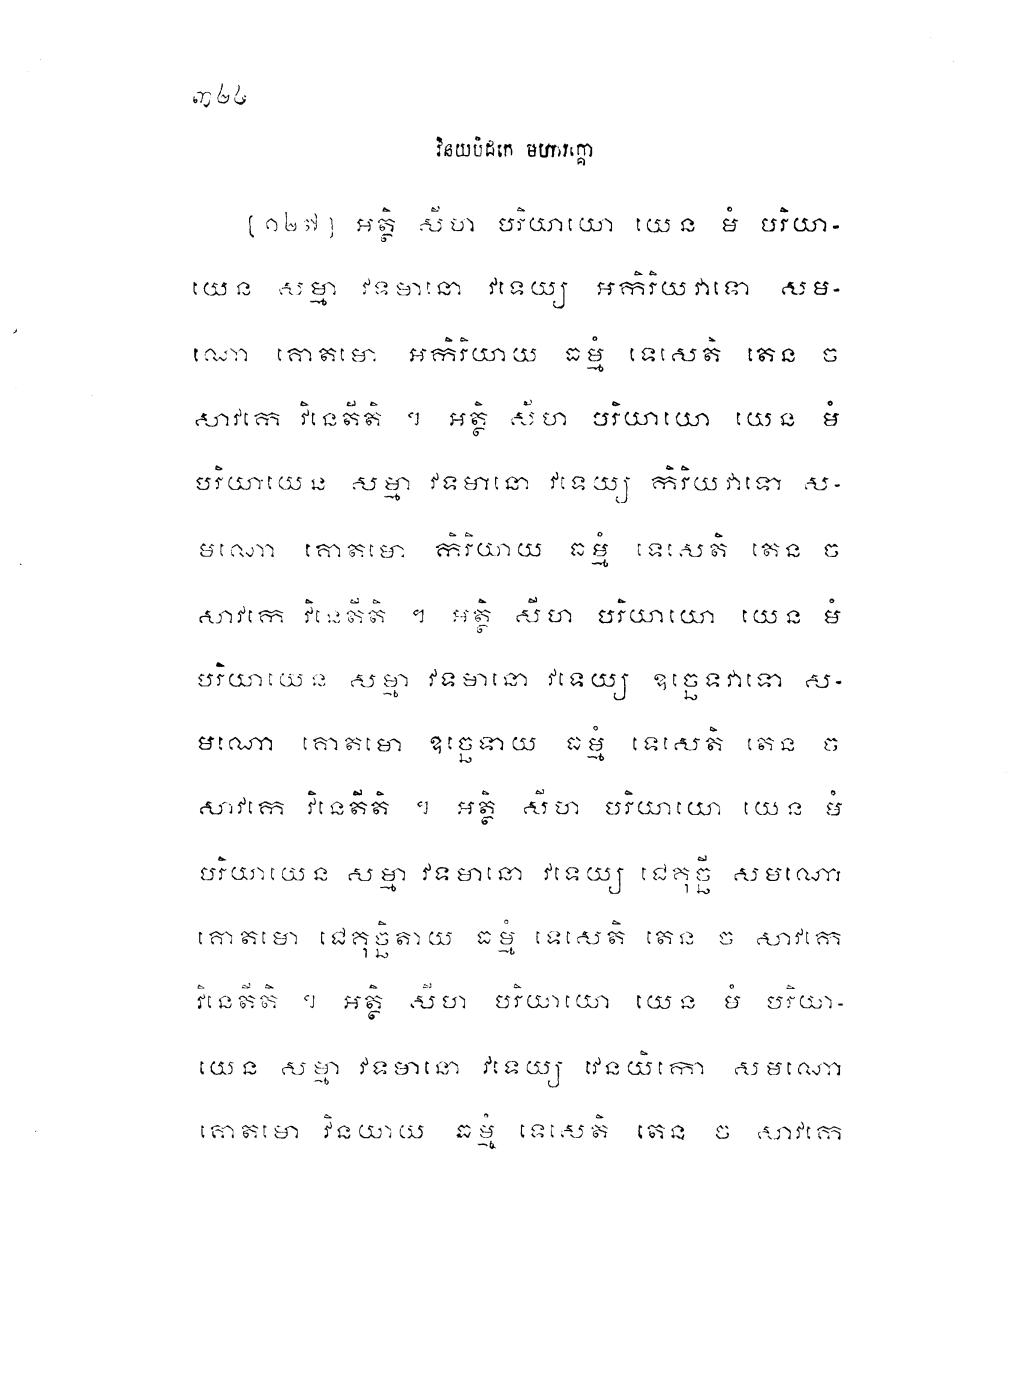 ៣២៤
វិនយបិដកេ មហាវគ្គោ
[១២៧] អត្ថិ សីហ បរិយាយោ យេន មំ បរិយា-
យេន សម្មា វទមានោ វទេយ្យ អកិរិយវាទោ សម-
ណោ គោតមោ អកិរិយាយ ធម្មំ ទេសេតិ តេន ច
សាវកេ វិនេតីតិ ។ អត្ថិ សីហ បរិយាយោ យេន មំ
បរិយាយេន សម្មា វទមានោ វទេយ្យ កិរិយវាទោ ស-
មណោ គោតមោ កិរិយាយ ធម្មំ ទេសេតិ តេន ច
សាវកេ វិនេតីតិ ។ អត្ថិ សីហ បរិយាយោ យេន មំ
បរិយាយេន សម្មា វទមានោ វទេយ្យ ឧច្ឆេទវាទោ ស-
មណោ គោតមោ ឧច្ឆេទាយ ធម្មំ ទេសេតិ តេន ច
សាវកេ វិនេតីតិ ។ អត្ថិ សីហ បរិយាយោ យេន មំ
បរិយាយេន សម្មា វទមានោ វទេយ្យ ជេគុច្ឆី សមណោ
គោតមោ ជេគុច្ឆិតាយ ធម្មំ ទេសេតិ តេន ច សាវកេ
វិនេតីតិ ។ អត្ថិ សីហ បរិយាយោ យេន មំ បរិយា-
យេន សម្មា វទមានោ វទេយ្យ វេនយិកោ សមណោ
គោតមោ វិនយាយ ធម្មំ ទេសេតិ តេន ច សាវកេ